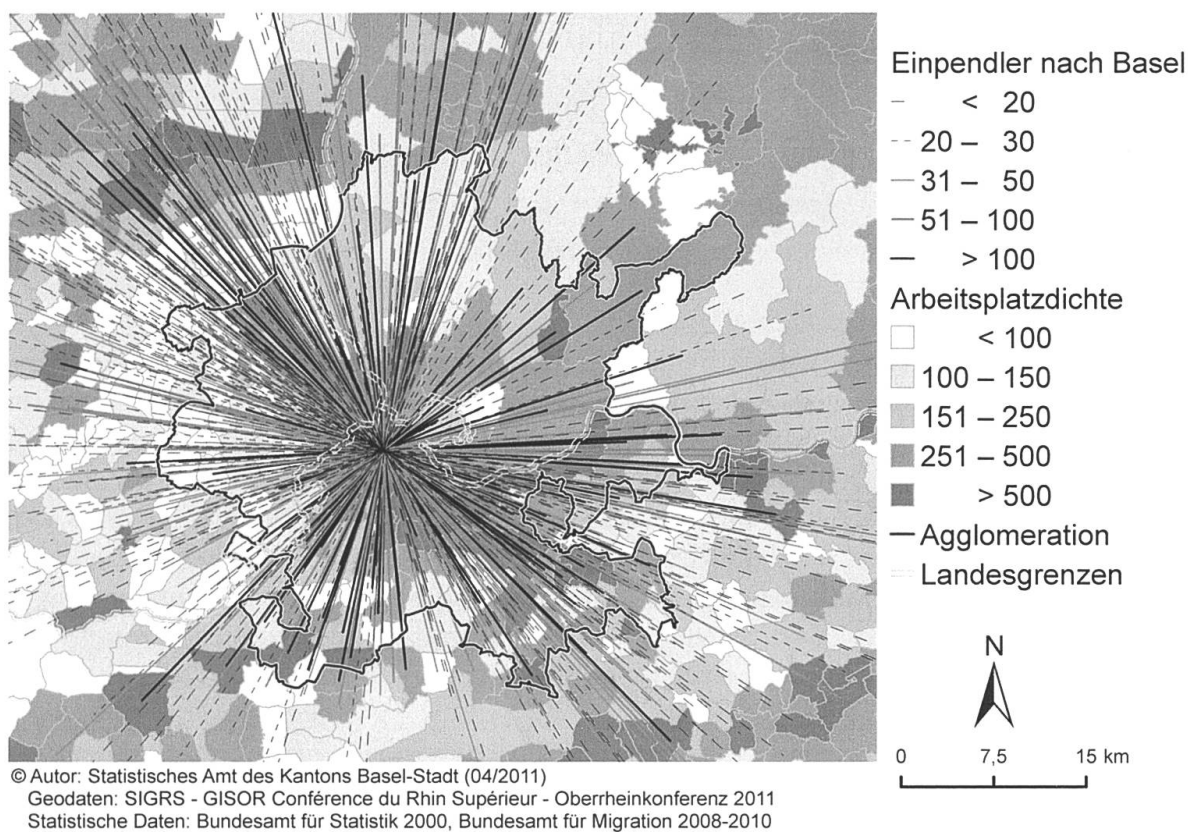 Einpendler nach Basel
< 20
20 – 30
31 – 50
51 – 100
> 100
Arbeitsplatzdichte
< 100
100 – 150
151 – 250
251 – 500
> 500
Agglomeration
Landesgrenzen
N
0 7,5 15 km
© Autor: Statistisches Amt des Kantons Basel-Stadt (04/2011)
Geodaten: SIGRS - GISOR Conférence du Rhin Supérieur - Oberrheinkonferenz 2011
Statistische Daten: Bundesamt für Statistik 2000, Bundesamt für Migration 2008-2010